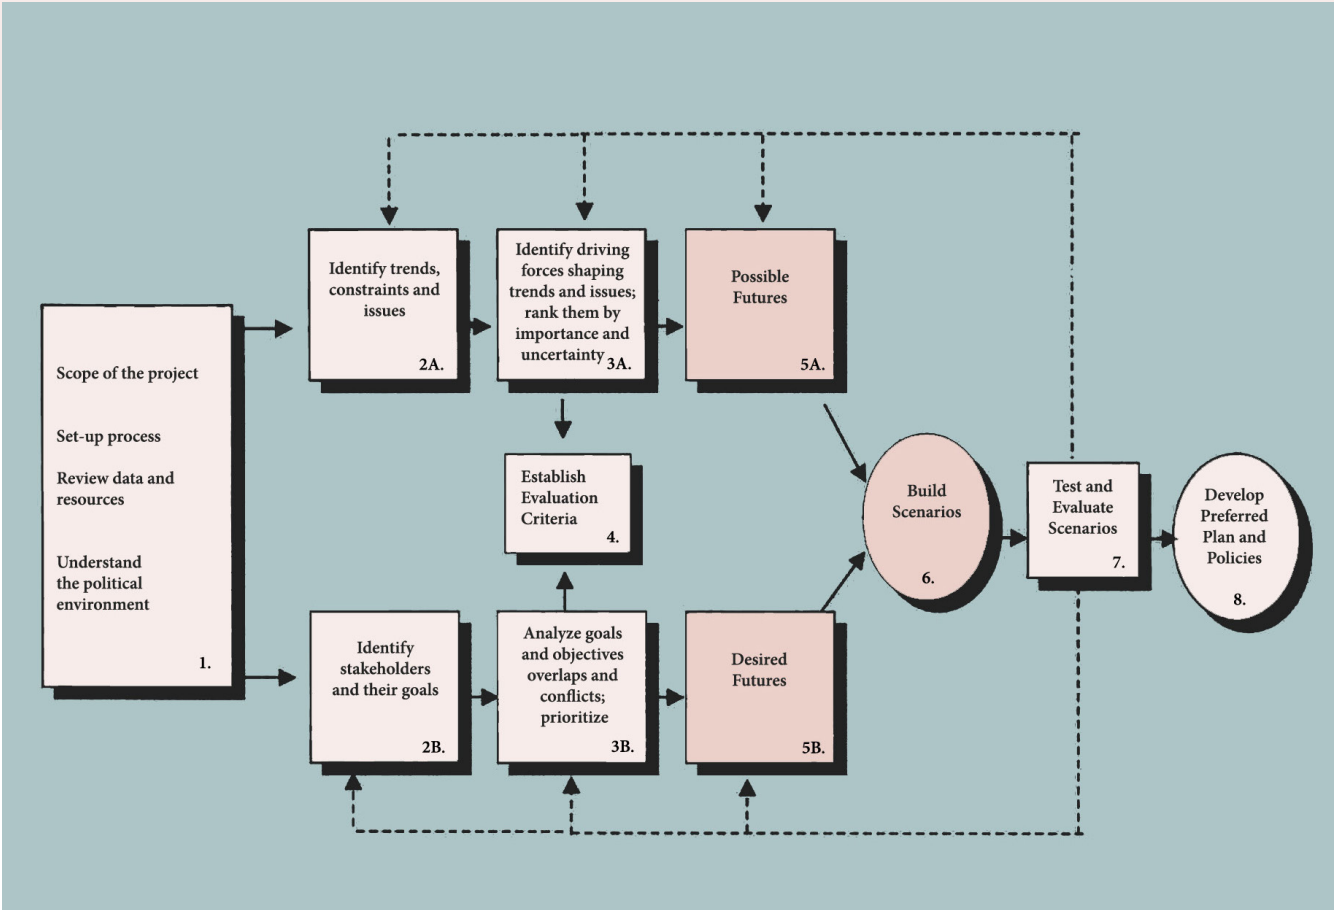 Scope of the project
Set-up process
Review data and
resources
Understand
the political
environment
1.
Identify trends,
constraints and
issues
2A.
Identify driving
forces shaping
trends and issues;
rank them by
importance and
uncertainty
3A.
Possible
Futures
5A.
Establish
Evaluation
Criteria
4.
Identify
stakeholders
and their goals
2B.
Analyze goals
and objectives
overlaps and
conflicts;
prioritize
3B.
Desired
Futures
5B.
Build
Scenarios
6.
Test and
Evaluate
Scenarios
7.
Develop
Preferred
Plan and
Policies
8.